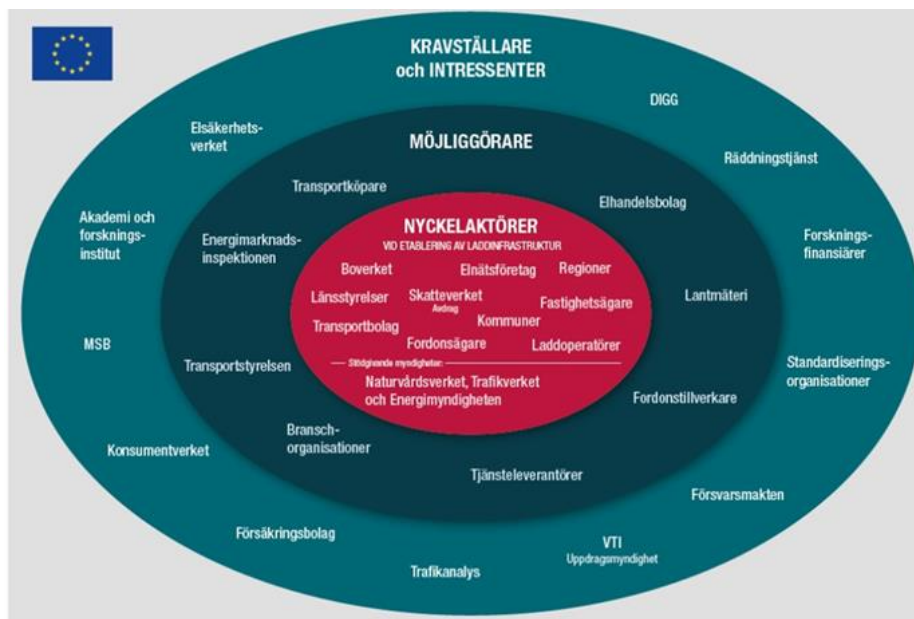 KRAVSTÄLLARE
och INTRESSENTER
DIGG
Elsäkerhets-
verket
Räddningstjänst
Akademi och
forsknings-
institut
Forsknings-
finansiärer
MSB
Standardiserings-
organisationer
Konsumentverket
Försvarsmakten
Försäkringsbolag
VTI
Uppdragsmyndighet
Trafikanalys
MÖJLIGGÖRARE
Transportköpare
Elhandelsbolag
Energimarknads-
inspektionen
Lantmäteri
Transportstyrelsen
Fordonstillverkare
Bransch-
organisationer
Tjänsteleverantörer
NYCKELAKTÖRER
VID ETABLERING AV LADDINFRASTRUKTUR
Boverket
Elnätsföretag
Regioner
Länsstyrelser
Skatteverket
Avdrag
Fastighetsägare
Transportbolag
Kommuner
Fordonsägare
Laddoperatörer
Stödgivande myndigheter:
Naturvårdsverket, Trafikverket
och Energimyndigheten